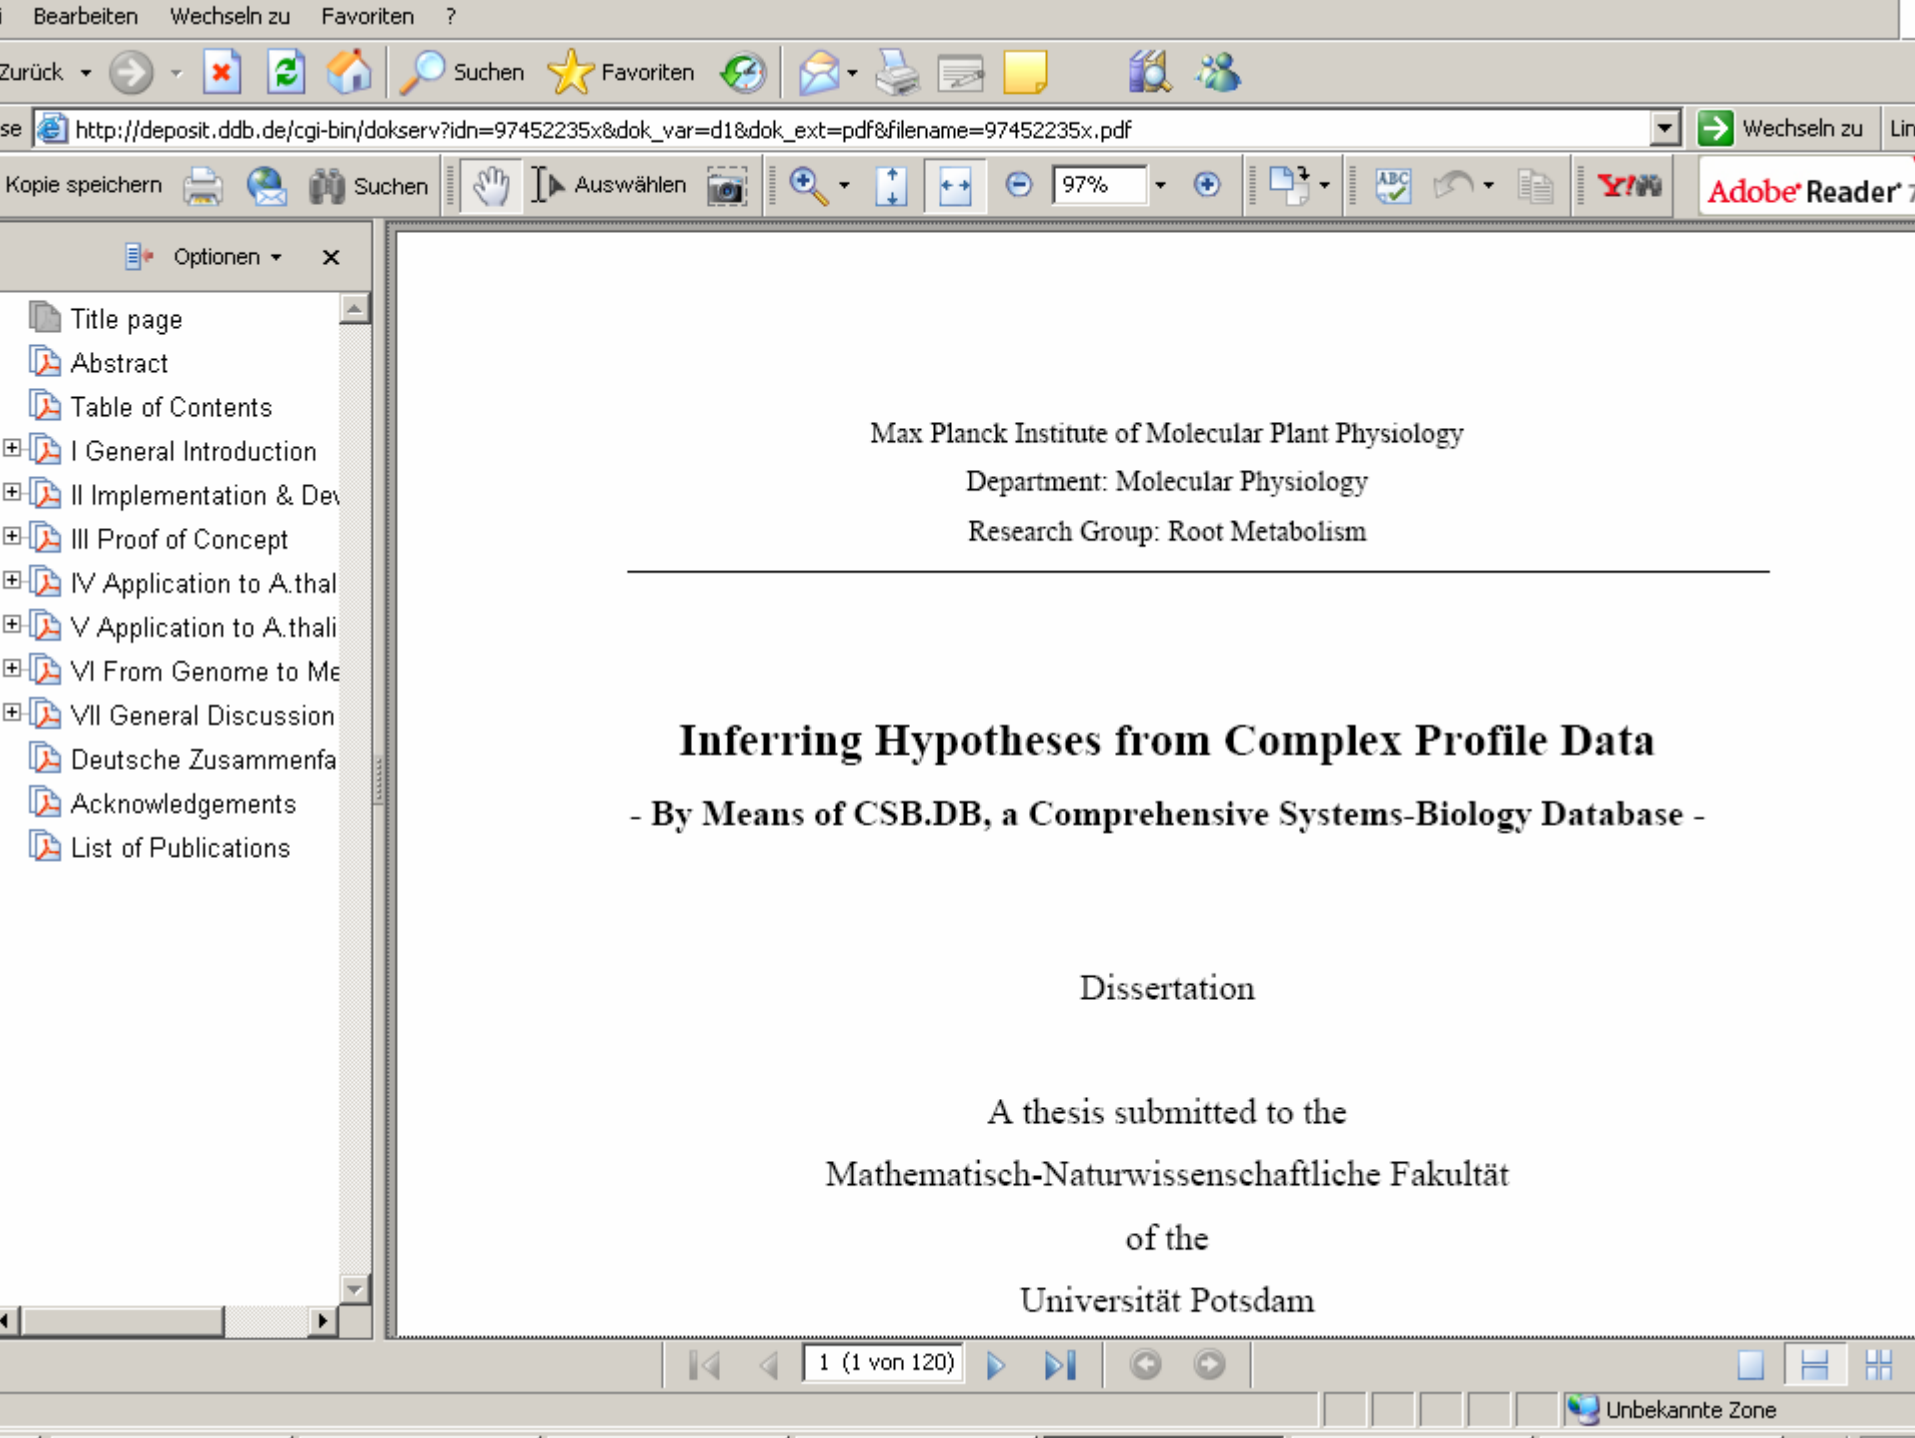 Bearbeiten Wechseln zu Favoriten ?
Zurück Suchen Favoriten
http://deposit.ddb.de/cgi-bin/dokserv?idn=97452235x&dok_var=d1&dok_ext=pdf&filename=97452235x.pdf Wechseln zu
Kopie speichern Suchen Auswählen 97% ABC Y! Adobe Reader 7
Optionen x
Title page
Abstract
Table of Contents
I General Introduction
II Implementation & Dev
III Proof of Concept
IV Application to A.thal
V Application to A.thali
VI From Genome to Me
VII General Discussion
Deutsche Zusammenfa
Acknowledgements
List of Publications
Max Planck Institute of Molecular Plant Physiology
Department: Molecular Physiology
Research Group: Root Metabolism
Inferring Hypotheses from Complex Profile Data
- By Means of CSB.DB, a Comprehensive Systems-Biology Database -
Dissertation
A thesis submitted to the
Mathematisch-Naturwissenschaftliche Fakultät
of the
Universität Potsdam
1 (1 von 120)
Unbekannte Zone